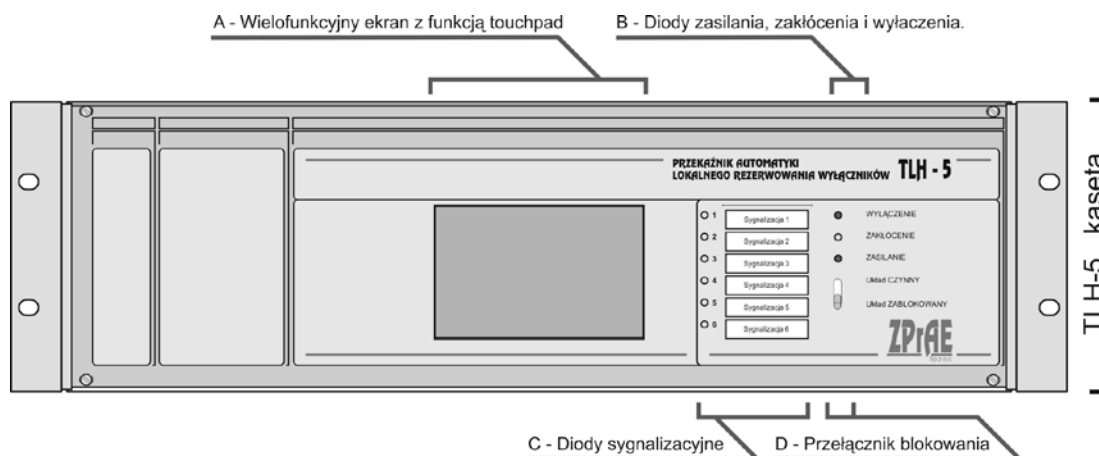 A - Wielofunkcyjny ekran z funkcją touchpad
B - Diody zasilania, zakłócenia i wyłaczenia.
PRZEKAŹNIK AUTOMATYKI
LOKALNEGO REZERWOWANIA WYŁĄCZNIKÓW
TLH - 5
1 Sygnalizacja 1
2 Sygnalizacja 2
3 Sygnalizacja 3
4 Sygnalizacja 4
5 Sygnalizacja 5
6 Sygnalizacja 6
WYŁĄCZENIE
ZAKŁÓCENIE
ZASILANIE
Układ CZYNNY
Układ ZABLOKOWANY
ZPrAE
Sp. z o.o.
TLH-5 kaseta
C - Diody sygnalizacyjne
D - Przełącznik blokowania